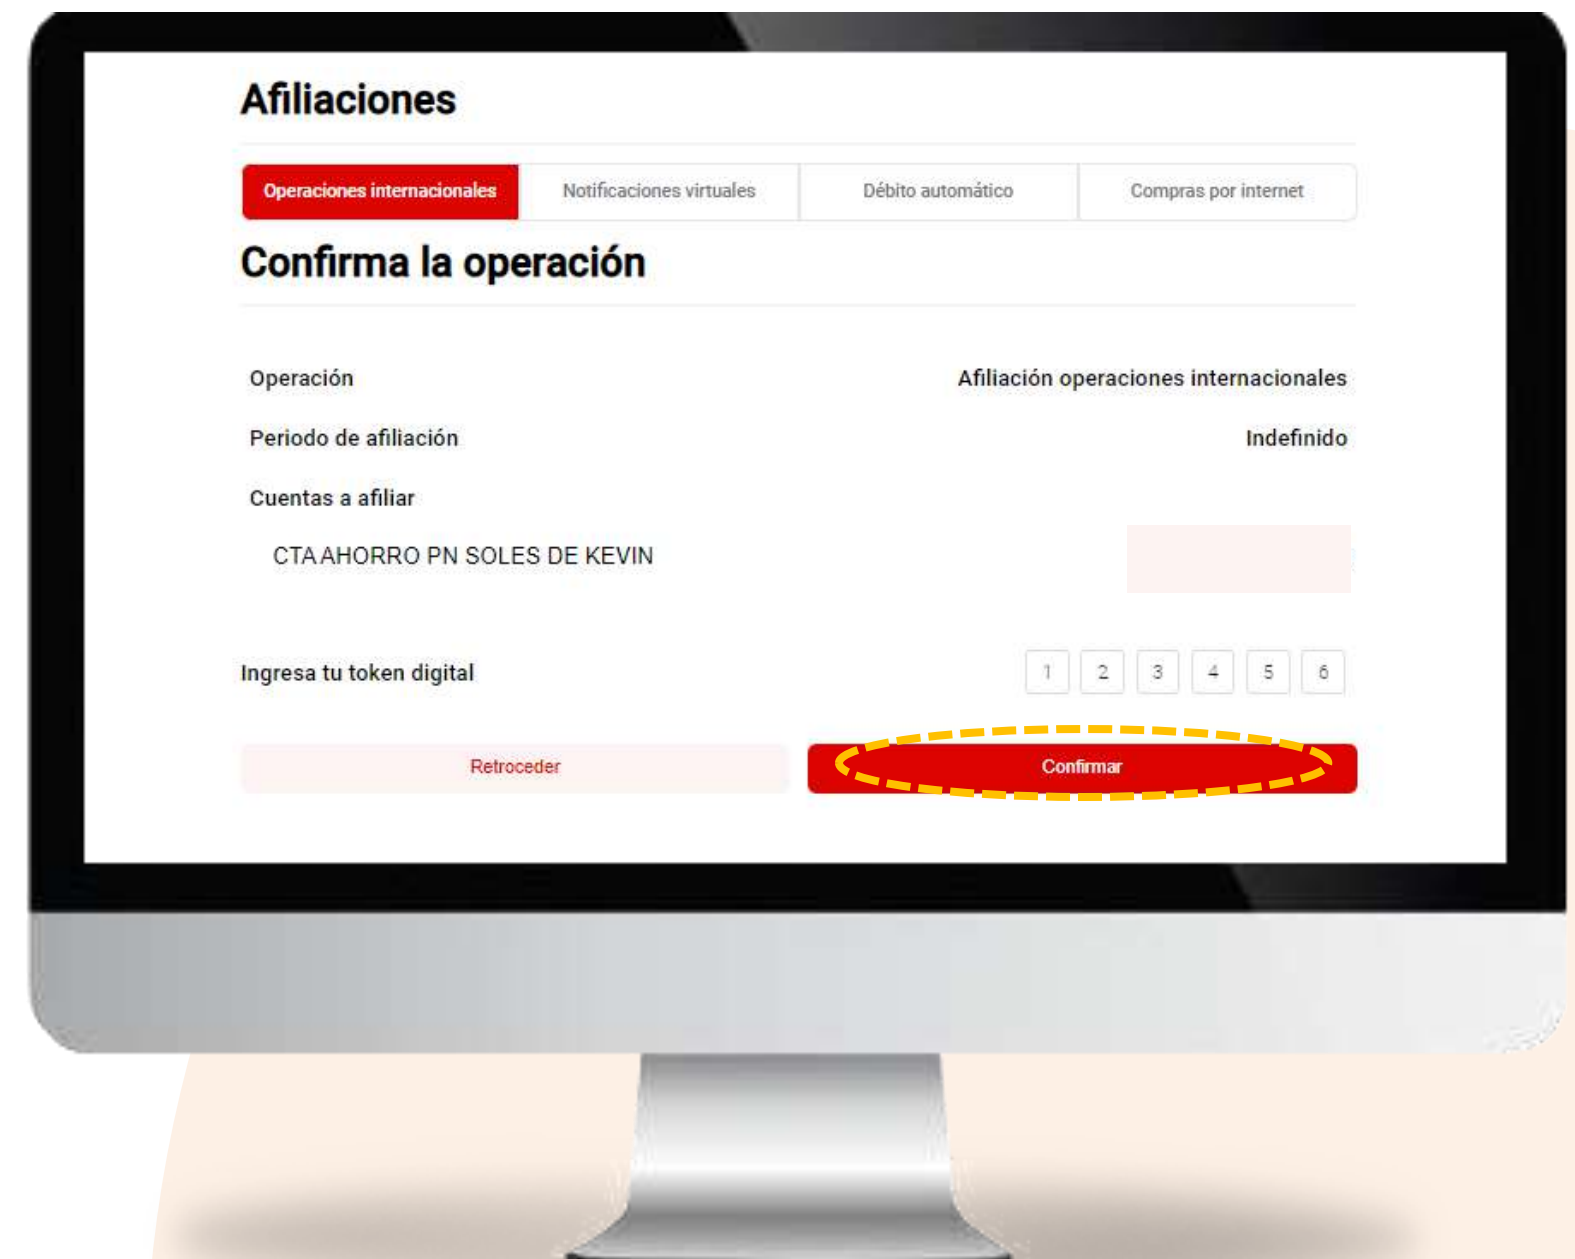 Afiliaciones
Operaciones internacionales Notificaciones virtuales Débito automático Compras por internet
Confirma la operación
Operación Afiliación operaciones internacionales
Periodo de afiliación Indefinido
Cuentas a afiliar
CTA AHORRO PN SOLES DE KEVIN
Ingresa tu token digital 1 2 3 4 5 6
Retroceder Confirmar